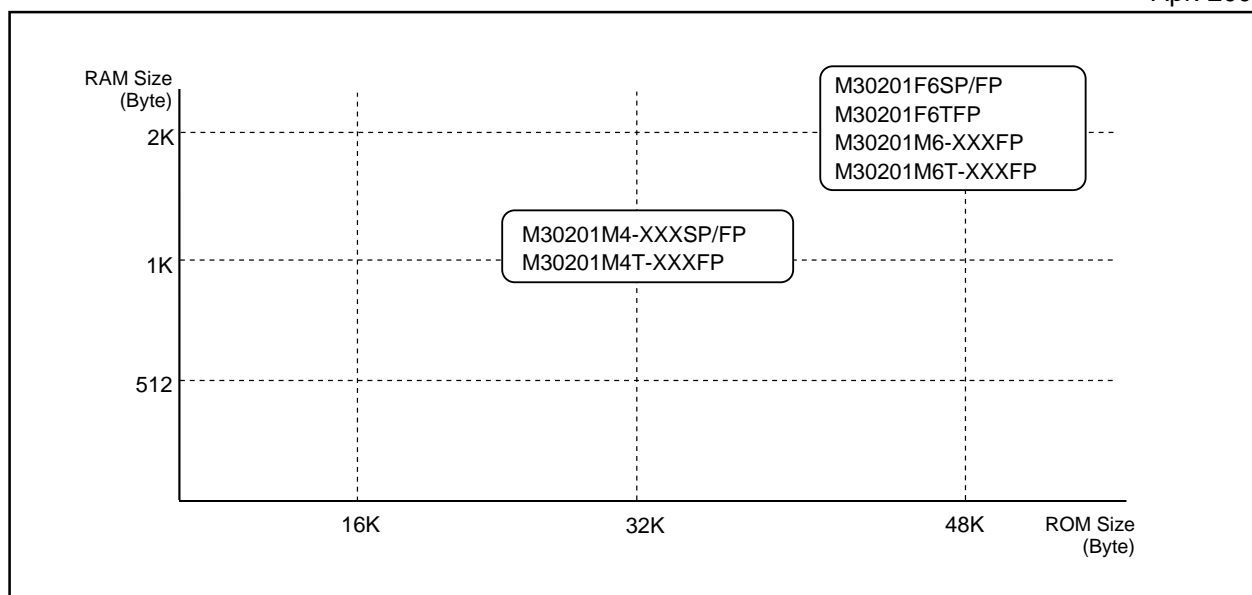 RAM Size
(Byte)
M30201F6SP/FP
M30201F6TFP
M30201M6-XXXFP
M30201M6T-XXXFP
2K
M30201M4-XXXSP/FP
M30201M4T-XXXFP
1K
512
16K
32K
48K
ROM Size
(Byte)